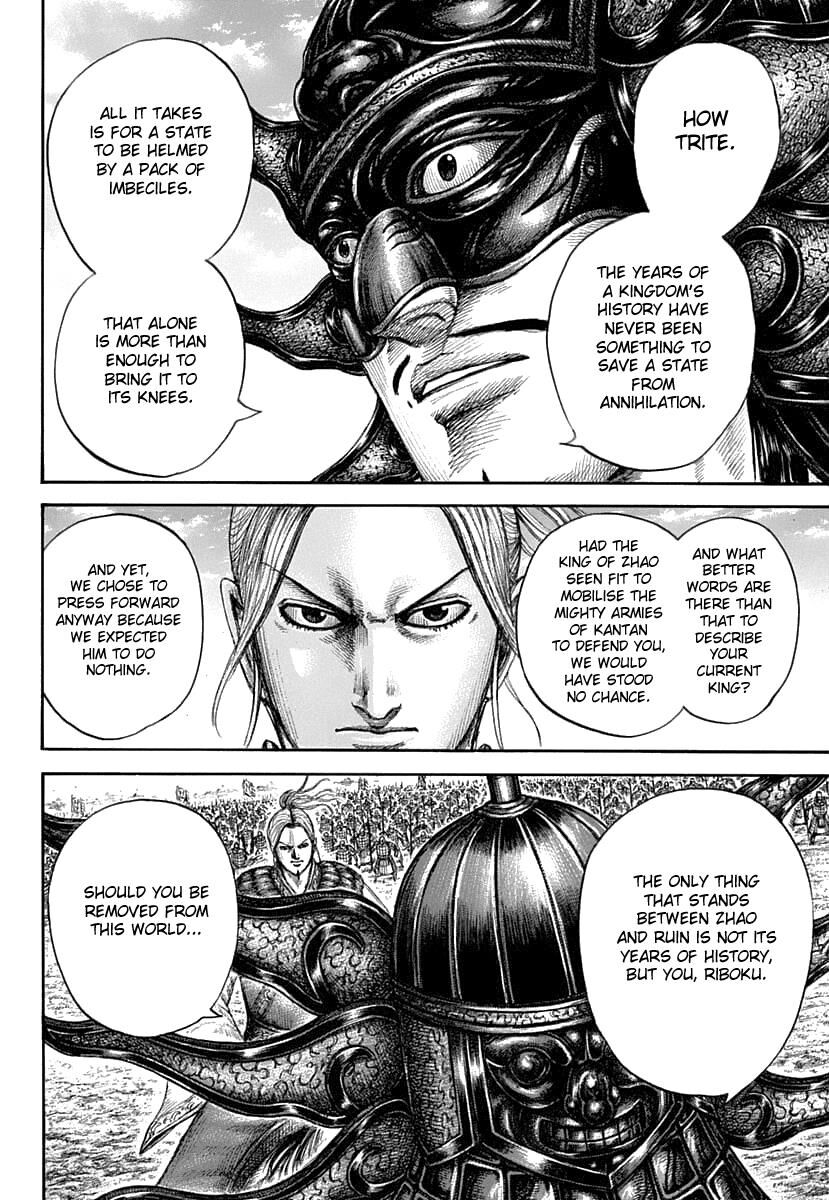 HOW
TRITE.
THE YEARS OF
A KINGDOM'S
HISTORY HAVE
NEVER BEEN
SOMETHING TO
SAVE A STATE
FROM
ANNIHILATION.
ALL IT TAKES
IS FOR A STATE
TO BE HELMED
BY A PACK OF
IMBECILES.
THAT ALONE
IS MORE THAN
ENOUGH TO
BRING IT TO
ITS KNEES.
AND WHAT
BETTER
WORDS ARE
THERE THAN
THAT TO
DESCRIBE
YOUR
CURRENT
KING?
HAD THE
KING OF ZHAO
SEEN FIT TO
MOBILISE THE
MIGHTY ARMIES
OF KANTAN
TO DEFEND YOU,
WE WOULD
HAVE STOOD
NO CHANCE.
AND YET,
WE CHOSE TO
PRESS FORWARD
ANYWAY BECAUSE
WE EXPECTED
HIM TO DO
NOTHING.
THE ONLY THING
THAT STANDS
BETWEEN ZHAO
AND RUIN IS NOT ITS
YEARS OF HISTORY,
BUT YOU, RIBOKU.
SHOULD YOU BE
REMOVED FROM
THIS WORLD...